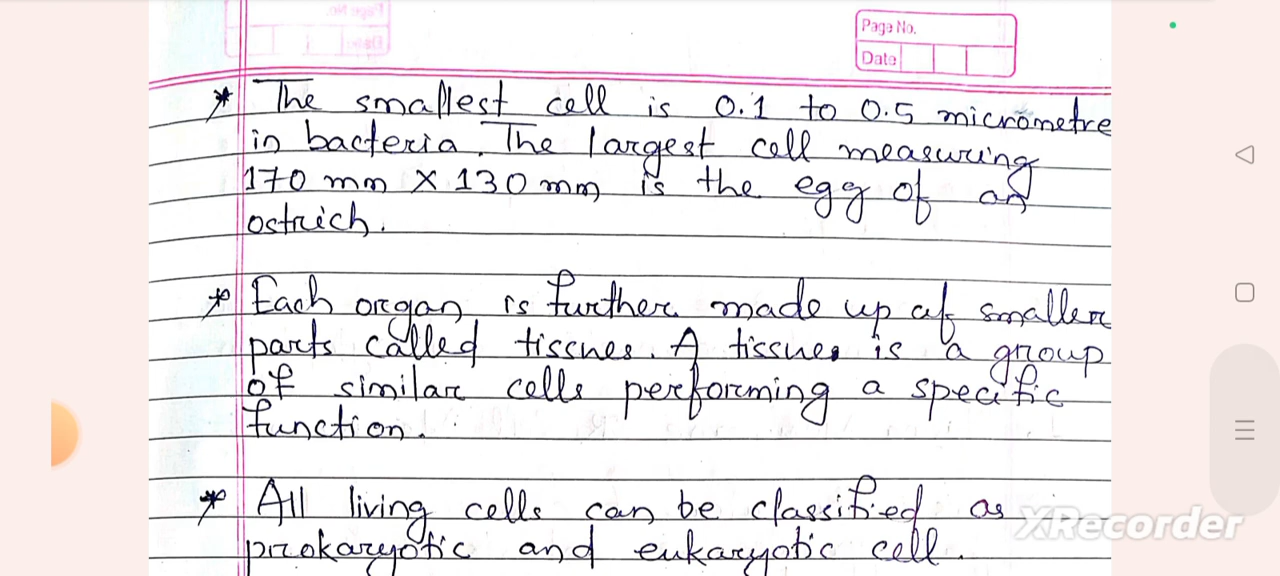 Page No.
Date
* The smallest cell is 0.1 to 0.5 micrometre
in bacteria. The largest cell measuring
170 mm X 130 mm is the egg of an
ostrich.
* Each organ is further made up of smaller
parts called tissues. A tissue is a group
of similar cells performing a specific
function.
* All living cells can be classified as
prokaryotic and eukaryotic cell.
XRecorder